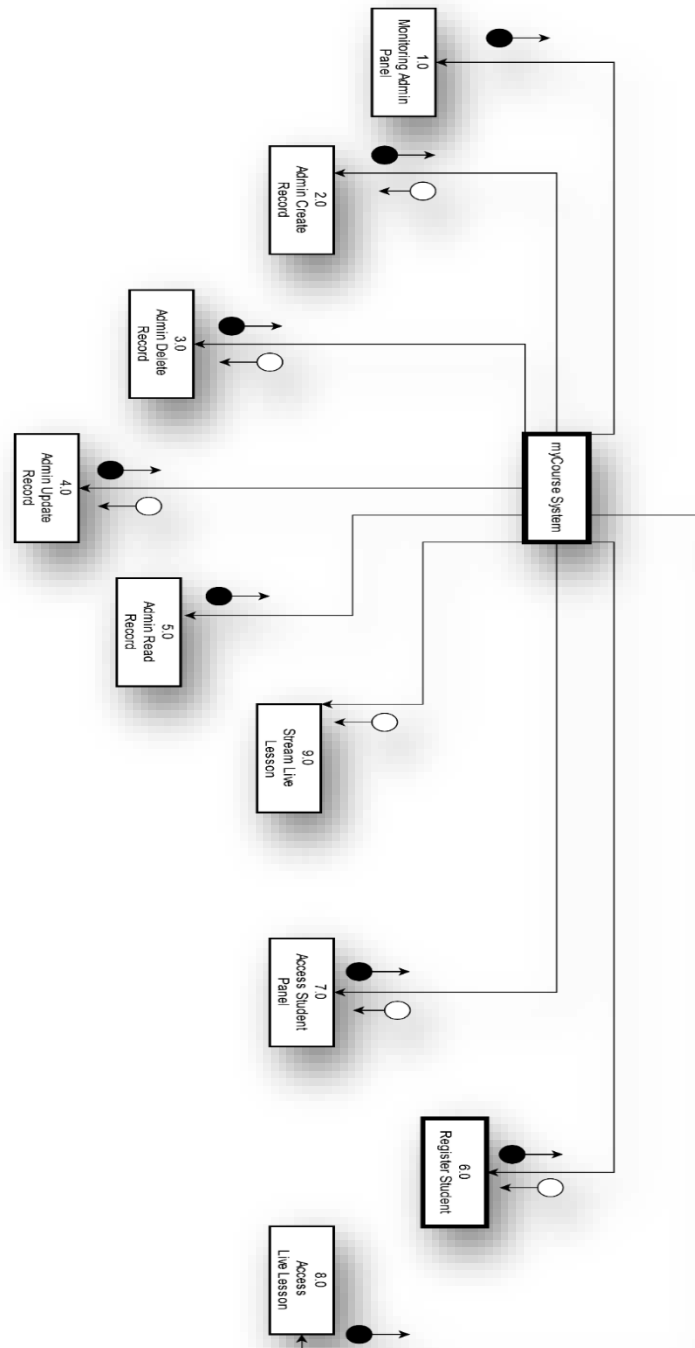 myCourse System
1.0
Monitoring Admin
Panel
2.0
Admin Create
Record
3.0
Admin Delete
Record
4.0
Admin Update
Record
5.0
Admin Read
Record
9.0
Stream Live
Lesson
7.0
Access Student
Panel
6.0
Register Student
8.0
Access
Live Lesson